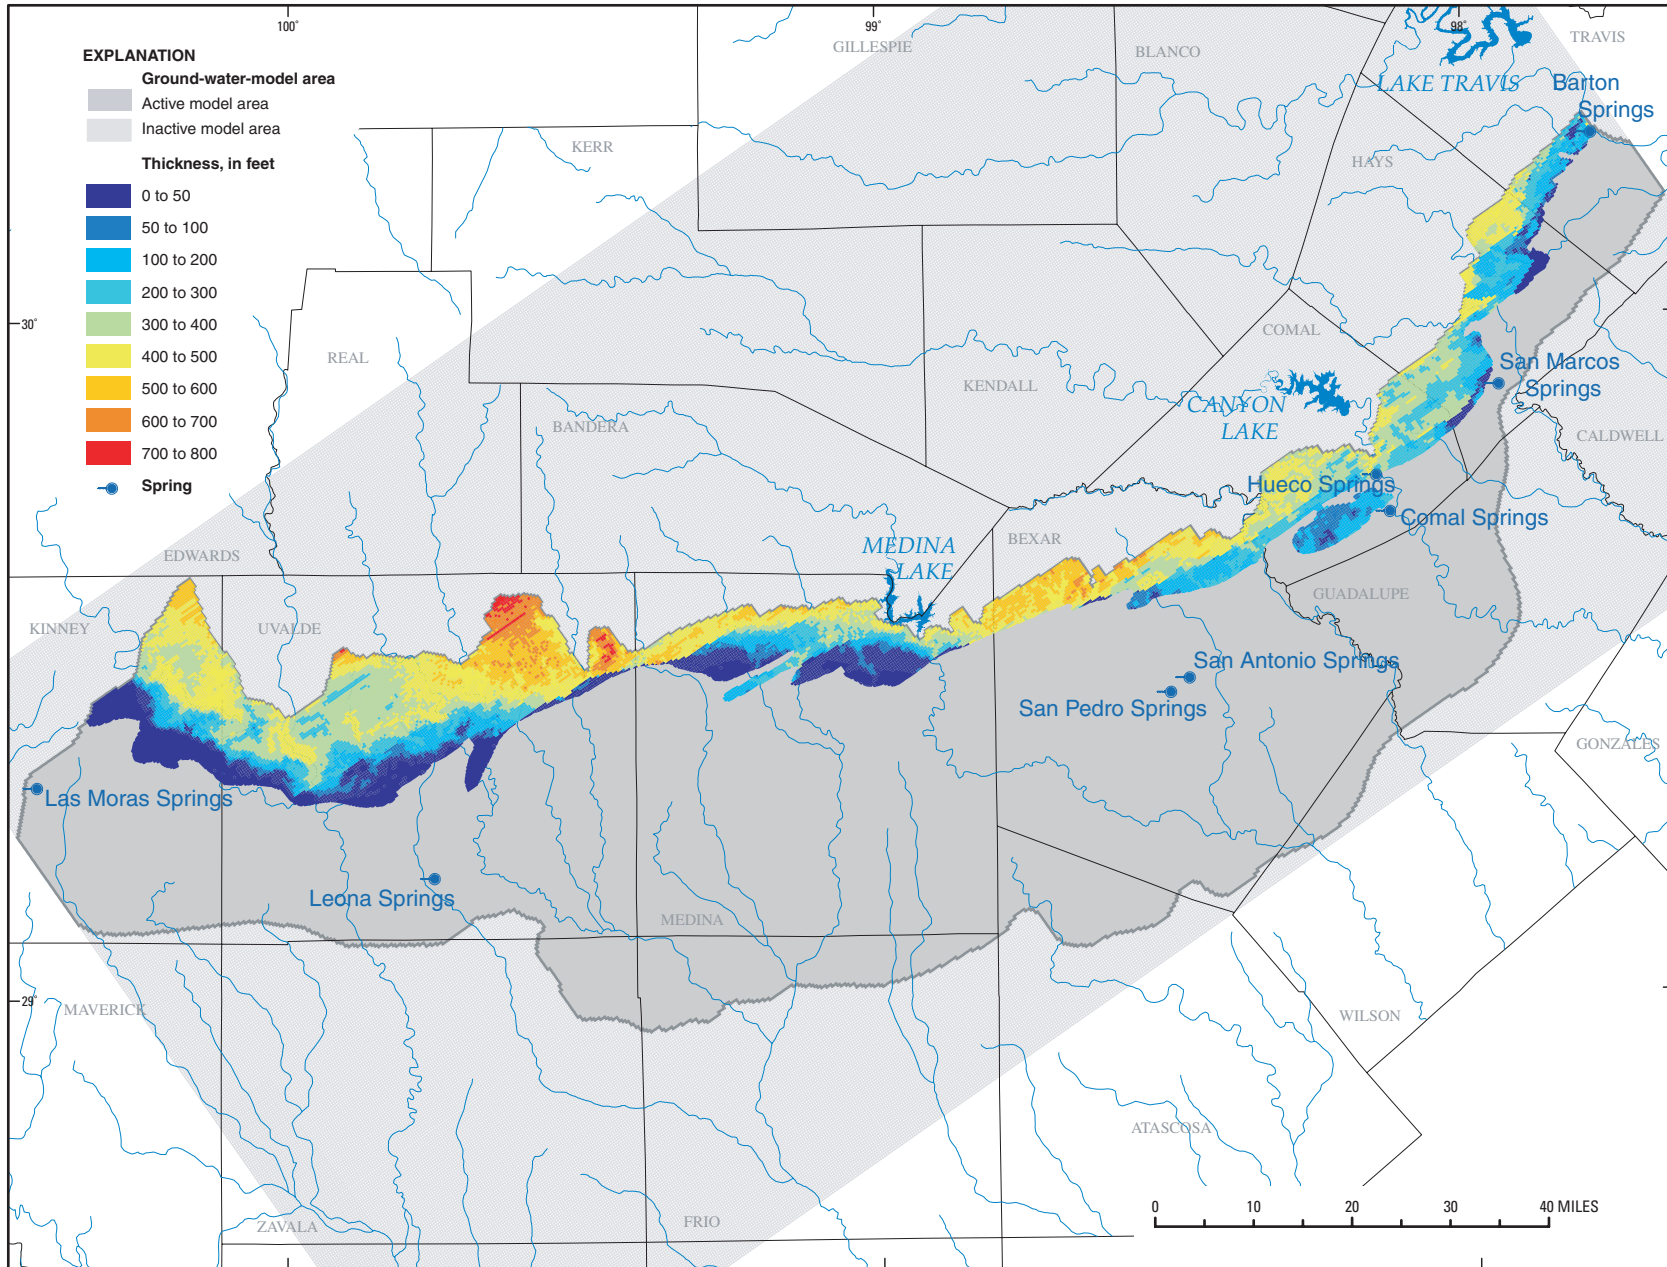 100°
99°
98°
EXPLANATION
Ground-water-model area
Active model area
Inactive model area
Thickness, in feet
0 to 50
50 to 100
100 to 200
200 to 300
300 to 400
400 to 500
500 to 600
600 to 700
700 to 800
Spring
GILLESPIE
BLANCO
TRAVIS
LAKE TRAVIS
Barton
Springs
KERR
HAYS
30°
REAL
COMAL
KENDALL
San Marcos
Springs
CANYON
LAKE
BANDERA
CALDWELL
Hueco Springs
Comal Springs
EDWARDS
MEDINA
LAKE
BEXAR
GUADALUPE
KINNEY
UVALDE
San Antonio Springs
San Pedro Springs
GONZALES
Las Moras Springs
Leona Springs
MEDINA
29°
MAVERICK
WILSON
ATASCOSA
ZAVALA
FRIO
0 10 20 30 40 MILES